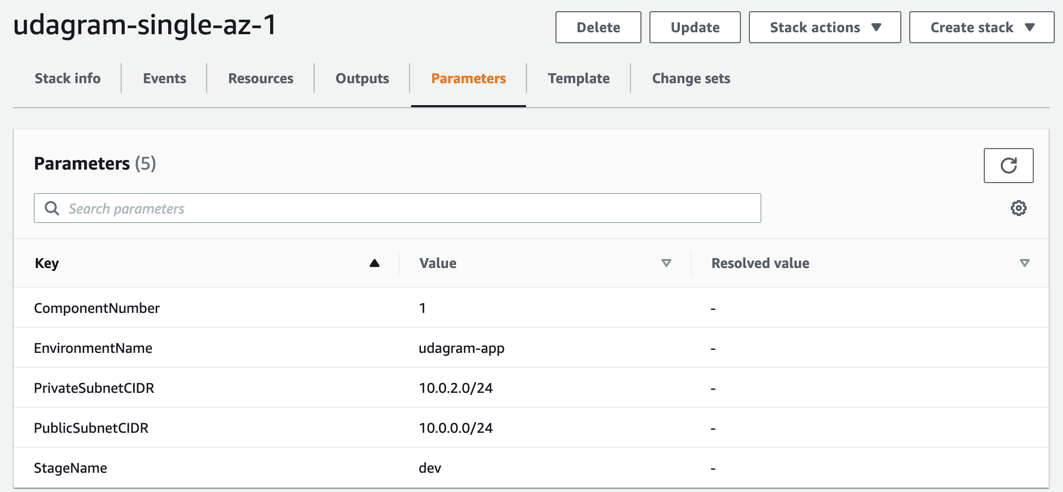 udagram-single-az-1
Delete Update Stack actions Create stack
Stack info Events Resources Outputs Parameters Template Change sets
Parameters (5)
Search parameters
Key Value Resolved value
ComponentNumber 1 -
EnvironmentName udagram-app -
PrivateSubnetCIDR 10.0.2.0/24 -
PublicSubnetCIDR 10.0.0.0/24 -
StageName dev -